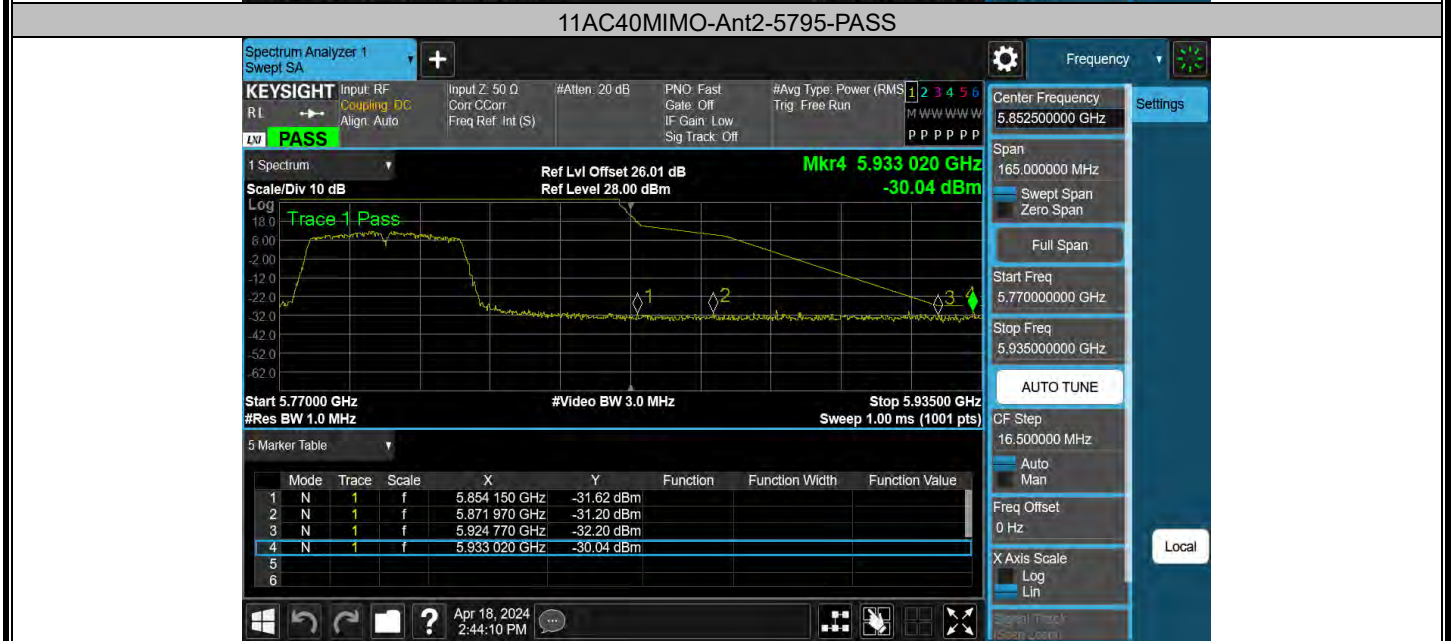 11AC40MIMO-Ant2-5795-PASS
Spectrum Analyzer 1
Swept SA
+
Frequency
KEYSIGHT
RL
LXI PASS
Input: RF
Coupling: DC
Align: Auto
Input Z: 50 Ω
Corr CCorr
Freq Ref: Int (S)
#Atten: 20 dB
PNO: Fast
Gate: Off
IF Gain: Low
Sig Track: Off
#Avg Type: Power (RMS
Trig: Free Run
1 2 3 4 5 6
M W W W W W
P P P P P P
1 Spectrum
Scale/Div 10 dB
Ref Lvl Offset 26.01 dB
Ref Level 28.00 dBm
Mkr4 5.933 020 GHz
-30.04 dBm
Log
Trace 1 Pass
18.0
8.00
-2.00
-12.0
-22.0
-32.0
-42.0
-52.0
-62.0
1
2
3
4
Start 5.77000 GHz
#Res BW 1.0 MHz
#Video BW 3.0 MHz
Stop 5.93500 GHz
Sweep 1.00 ms (1001 pts)
5 Marker Table
Mode Trace Scale X Y Function Function Width Function Value
1 N 1 f 5.854 150 GHz -31.62 dBm
2 N 1 f 5.871 970 GHz -31.20 dBm
3 N 1 f 5.924 770 GHz -32.20 dBm
4 N 1 f 5.933 020 GHz -30.04 dBm
5
6
?
Apr 18, 2024
2:44:10 PM
Center Frequency
5.852500000 GHz
Settings
Span
165.000000 MHz
Swept Span
Zero Span
Full Span
Start Freq
5.770000000 GHz
Stop Freq
5.935000000 GHz
AUTO TUNE
CF Step
16.500000 MHz
Auto
Man
Freq Offset
0 Hz
Local
X Axis Scale
Log
Lin
Signal Track